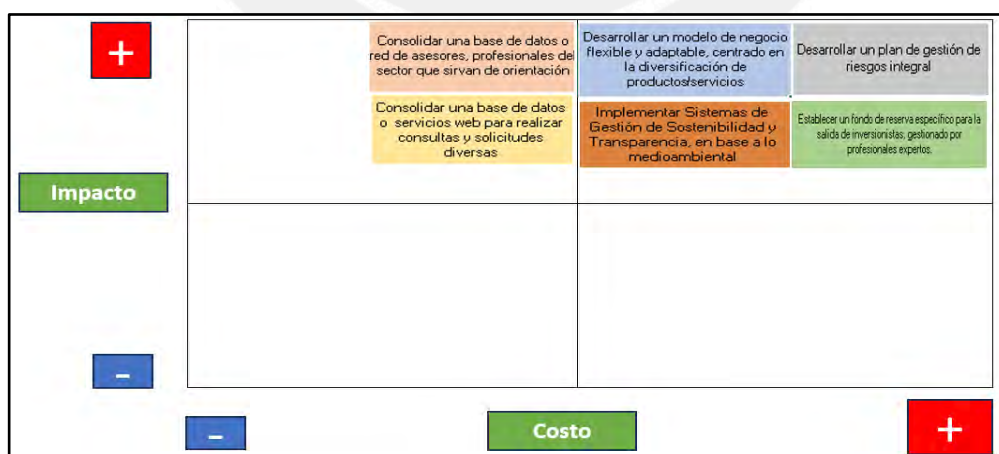 +
Consolidar una base de datos o
red de asesores, profesionales del
sector que sirvan de orientación
Desarrollar un modelo de negocio
flexible y adaptable, centrado en
la diversificación de
productos/servicios
Desarrollar un plan de gestión de
riesgos integral
Consolidar una base de datos
o servicios web para realizar
consultas y solicitudes
diversas
Implementar Sistemas de
Gestión de Sostenibilidad y
Transparencia, en base a lo
medioambiental
Establecer un fondo de reserva específico para la
salida de inversionistas, gestionado por
profesionales expertos.
Impacto
-
-
Costo
+